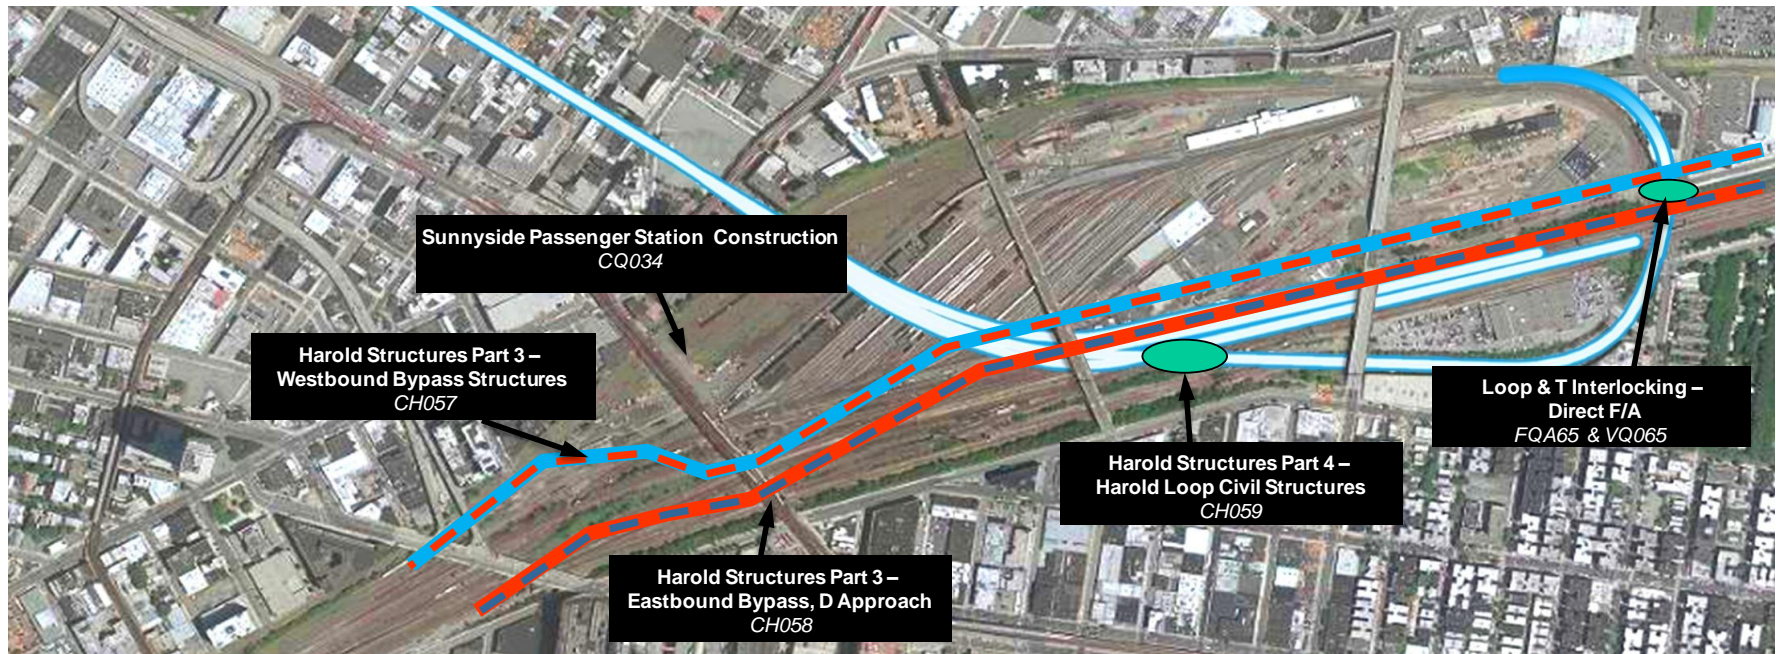 Sunnyside Passenger Station Construction
CQ034
Harold Structures Part 3 –
Westbound Bypass Structures
CH057
Loop & T Interlocking –
Direct F/A
FQA65 & VQ065
Harold Structures Part 4 –
Harold Loop Civil Structures
CH059
Harold Structures Part 3 –
Eastbound Bypass, D Approach
CH058